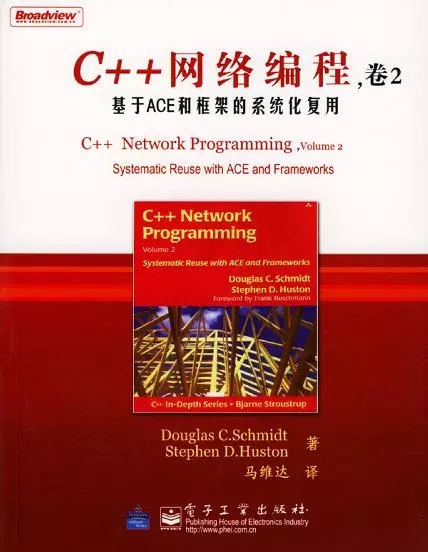 Broadview®
C++网络编程,卷2
基于ACE和框架的系统化复用
C++ Network Programming ,Volume 2
Systematic Reuse with ACE and Frameworks
C++ Network
Programming
Volume 2
Systematic Reuse with ACE and Frameworks
Douglas C. Schmidt
Stephen D. Huston
Foreword by Frank Buschmann
C++ In-Depth Series • Bjarne Stroustrup
Douglas C.Schmidt
Stephen D.Huston
著
马维达 译
PEARSON
电子工业出版社
Publishing House of Electronics Industry
http://www.phei.com.cn